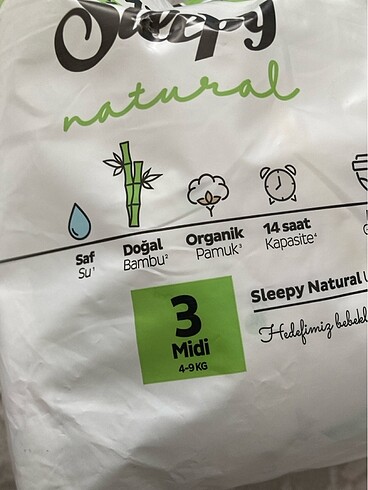 Sleepy
natural
Saf
Su¹
Doğal
Bambu²
Organik
Pamuk³
14 saat
Kapasite⁴
3
Midi
4-9 KG
Sleepy Natural
Hedefimiz bebekl